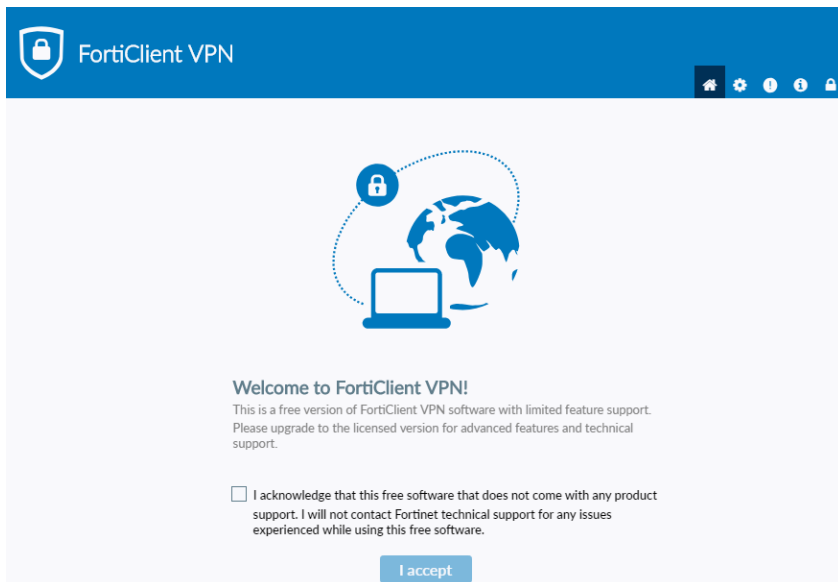 FortiClient VPN
Welcome to FortiClient VPN!
This is a free version of FortiClient VPN software with limited feature support.
Please upgrade to the licensed version for advanced features and technical
support.
I acknowledge that this free software that does not come with any product
support. I will not contact Fortinet technical support for any issues
experienced while using this free software.
I accept